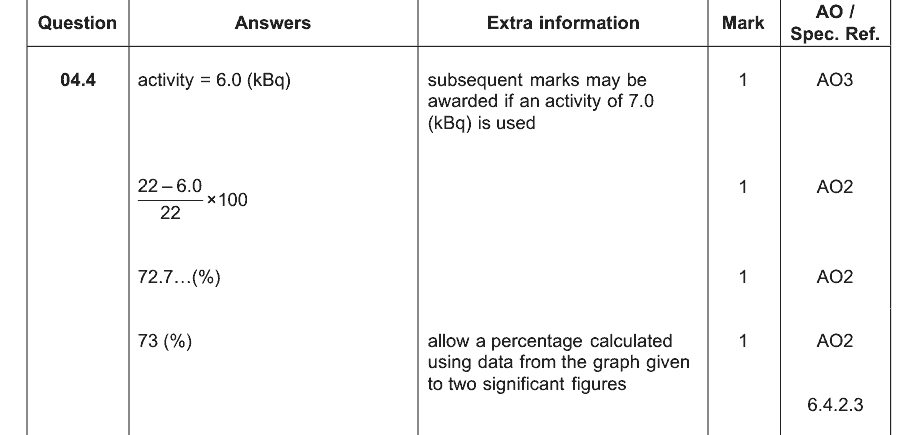 Question Answers Extra information Mark AO / Spec. Ref.
04.4 activity = 6.0 (kBq) subsequent marks may be 1 AO3
awarded if an activity of 7.0
(kBq) is used
22 – 6.0
22
×100 1 AO2
72.7…(%) 1 AO2
73 (%) allow a percentage calculated 1 AO2
using data from the graph given
to two significant figures
6.4.2.3